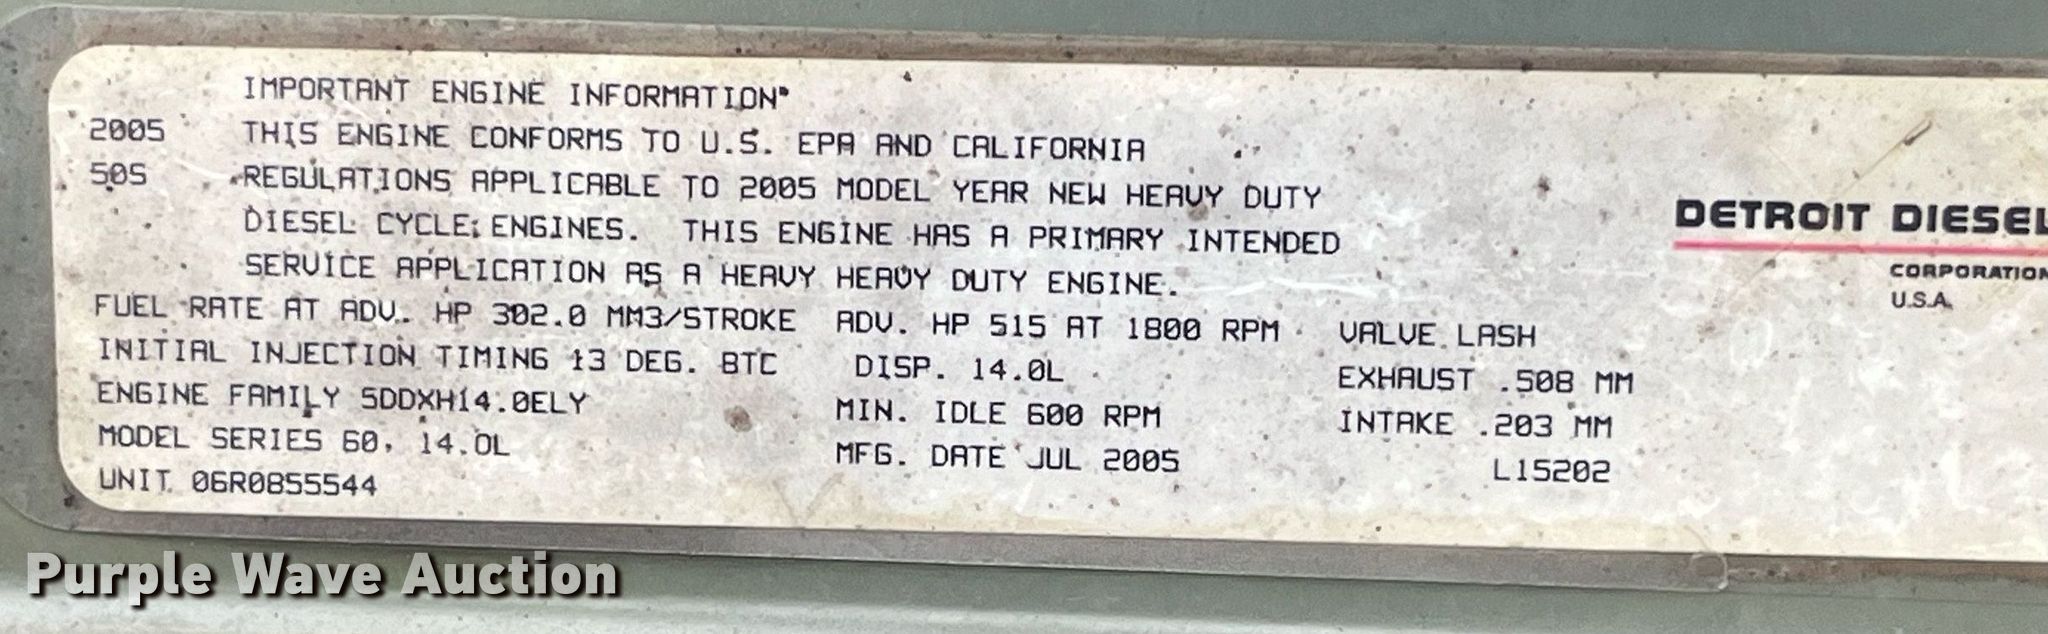 IMPORTANT ENGINE INFORMATION*
2005 THIS ENGINE CONFORMS TO U.S. EPA AND CALIFORNIA
50S REGULATIONS APPLICABLE TO 2005 MODEL YEAR NEW HEAVY DUTY
DIESEL CYCLE ENGINES. THIS ENGINE HAS A PRIMARY INTENDED
SERVICE APPLICATION AS A HEAVY HEAVY DUTY ENGINE.
FUEL RATE AT ADV. HP 302.0 MM3/STROKE ADV. HP 515 AT 1800 RPM VALVE LASH
INITIAL INJECTION TIMING 13 DEG. BTC DISP. 14.0L EXHAUST .508 MM
ENGINE FAMILY 5DDXH14.0ELY MIN. IDLE 600 RPM INTAKE .203 MM
MODEL SERIES 60, 14.0L MFG. DATE JUL 2005 L15202
UNIT 06R0855544
DETROIT DIESEL
CORPORATION
U.S.A.
Purple Wave Auction